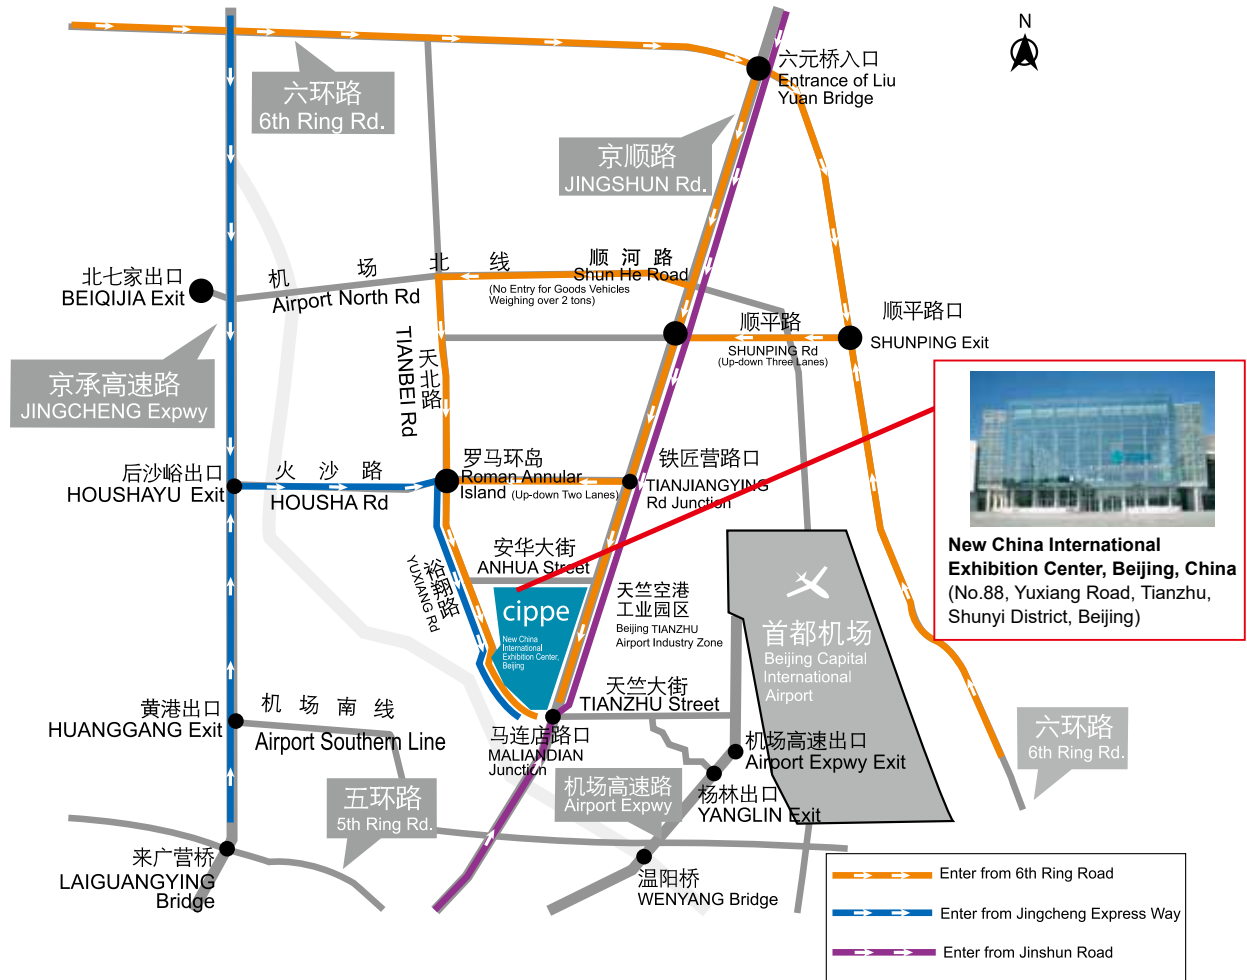 N
六元桥入口
Entrance of Liu
Yuan Bridge
六环路
6th Ring Rd.
京顺路
JINGSHUN Rd.
北七家出口
BEIQIJIA Exit
机 场 北 线
Airport North Rd
顺 河 路
Shun He Road
(No Entry for Goods Vehicles
Weighing over 2 tons)
顺平路
SHUNPING Rd
(Up-down Three Lanes)
顺平路口
SHUNPING Exit
京承高速路
JINGCHENG Expwy
天北路
TIANBEI Rd
后沙峪出口
HOUSHAYU Exit
火 沙 路
HOUSHA Rd
罗马环岛
Roman Annular
Island (Up-down Two Lanes)
铁匠营路口
TIANJIANGYING
Rd Junction
New China International
Exhibition Center, Beijing, China
(No.88, Yuxiang Road, Tianzhu,
Shunyi District, Beijing)
安华大街
ANHUA Street
裕翔路
YUXIANG Rd
cippe
New China
International
Exhibition Center,
Beijing
天竺空港
工业园区
Beijing TIANZHU
Airport Industry Zone
首都机场
Beijing Capital
International
Airport
天竺大街
TIANZHU Street
黄港出口
HUANGGANG Exit
机 场 南 线
Airport Southern Line
马连店路口
MALIANDIAN
Junction
机场高速出口
Airport Expwy Exit
六环路
6th Ring Rd.
机场高速路
Airport Expwy
杨林出口
YANGLIN Exit
五环路
5th Ring Rd.
来广营桥
LAIGUANGYING
Bridge
温阳桥
WENYANG Bridge
Enter from 6th Ring Road
Enter from Jingcheng Express Way
Enter from Jinshun Road